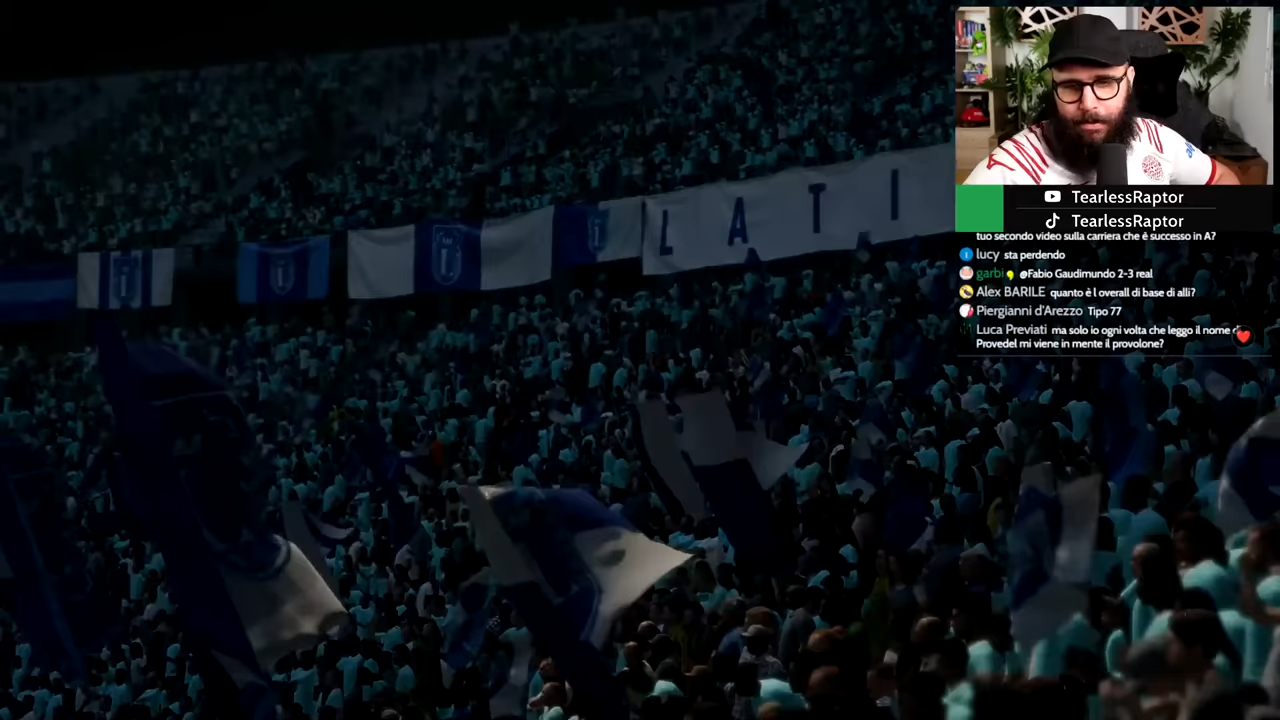 L A T I
TearlessRaptor
TearlessRaptor
tuo secondo video sulla carriera che è successo in A?
lucy sta perdendo
garbi @Fabio Gaudimundo 2-3 real
Alex BARILE quanto è l overall di base di alli?
Piergianni d'Arezzo Tipo 77
Luca Previati ma solo io ogni volta che leggo il nome
Provedel mi viene in mente il provolone?